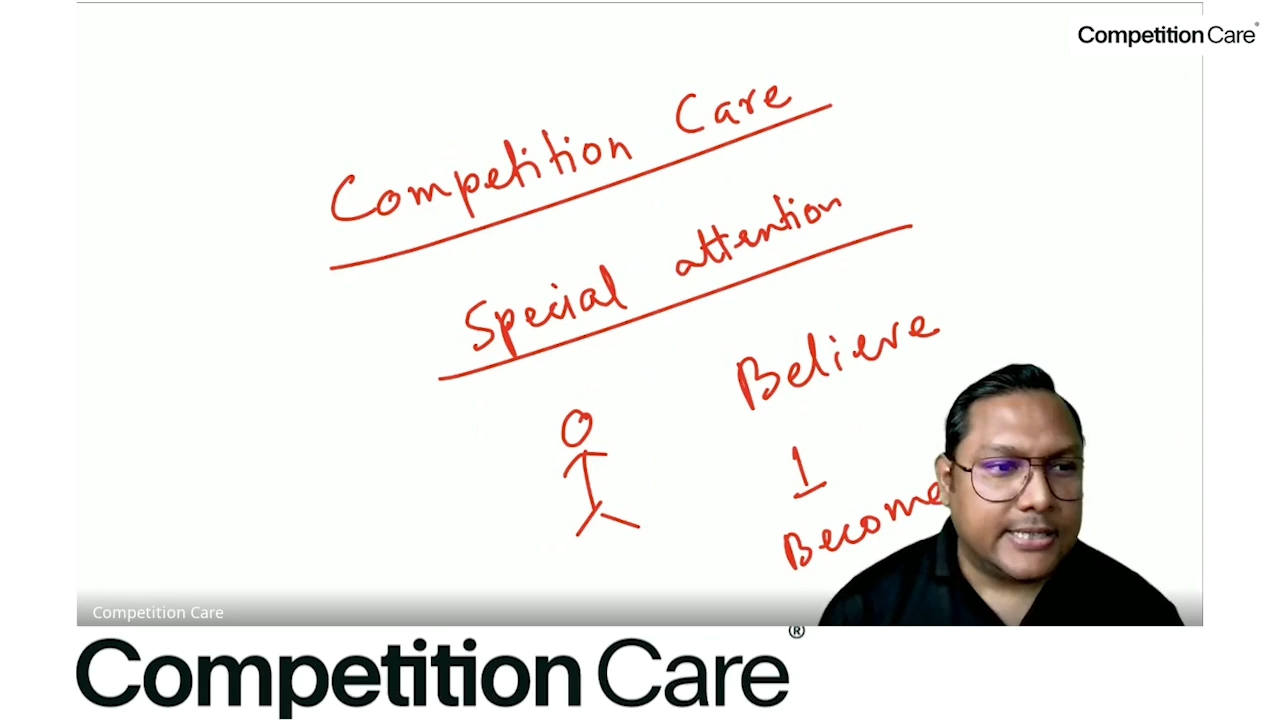 Competition Care®
Competition Care
Special attention
Believe
1
Become
Competition Care
Competition Care®